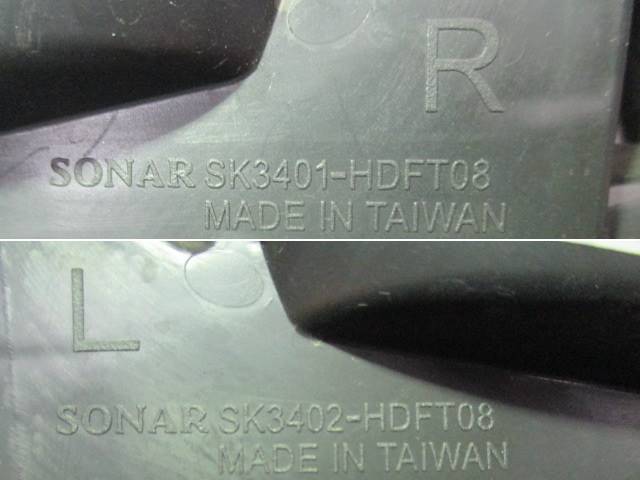 R
SONAR SK3401-HDFT08
MADE IN TAIWAN
L
SONAR SK3402-HDFT08
MADE IN TAIWAN